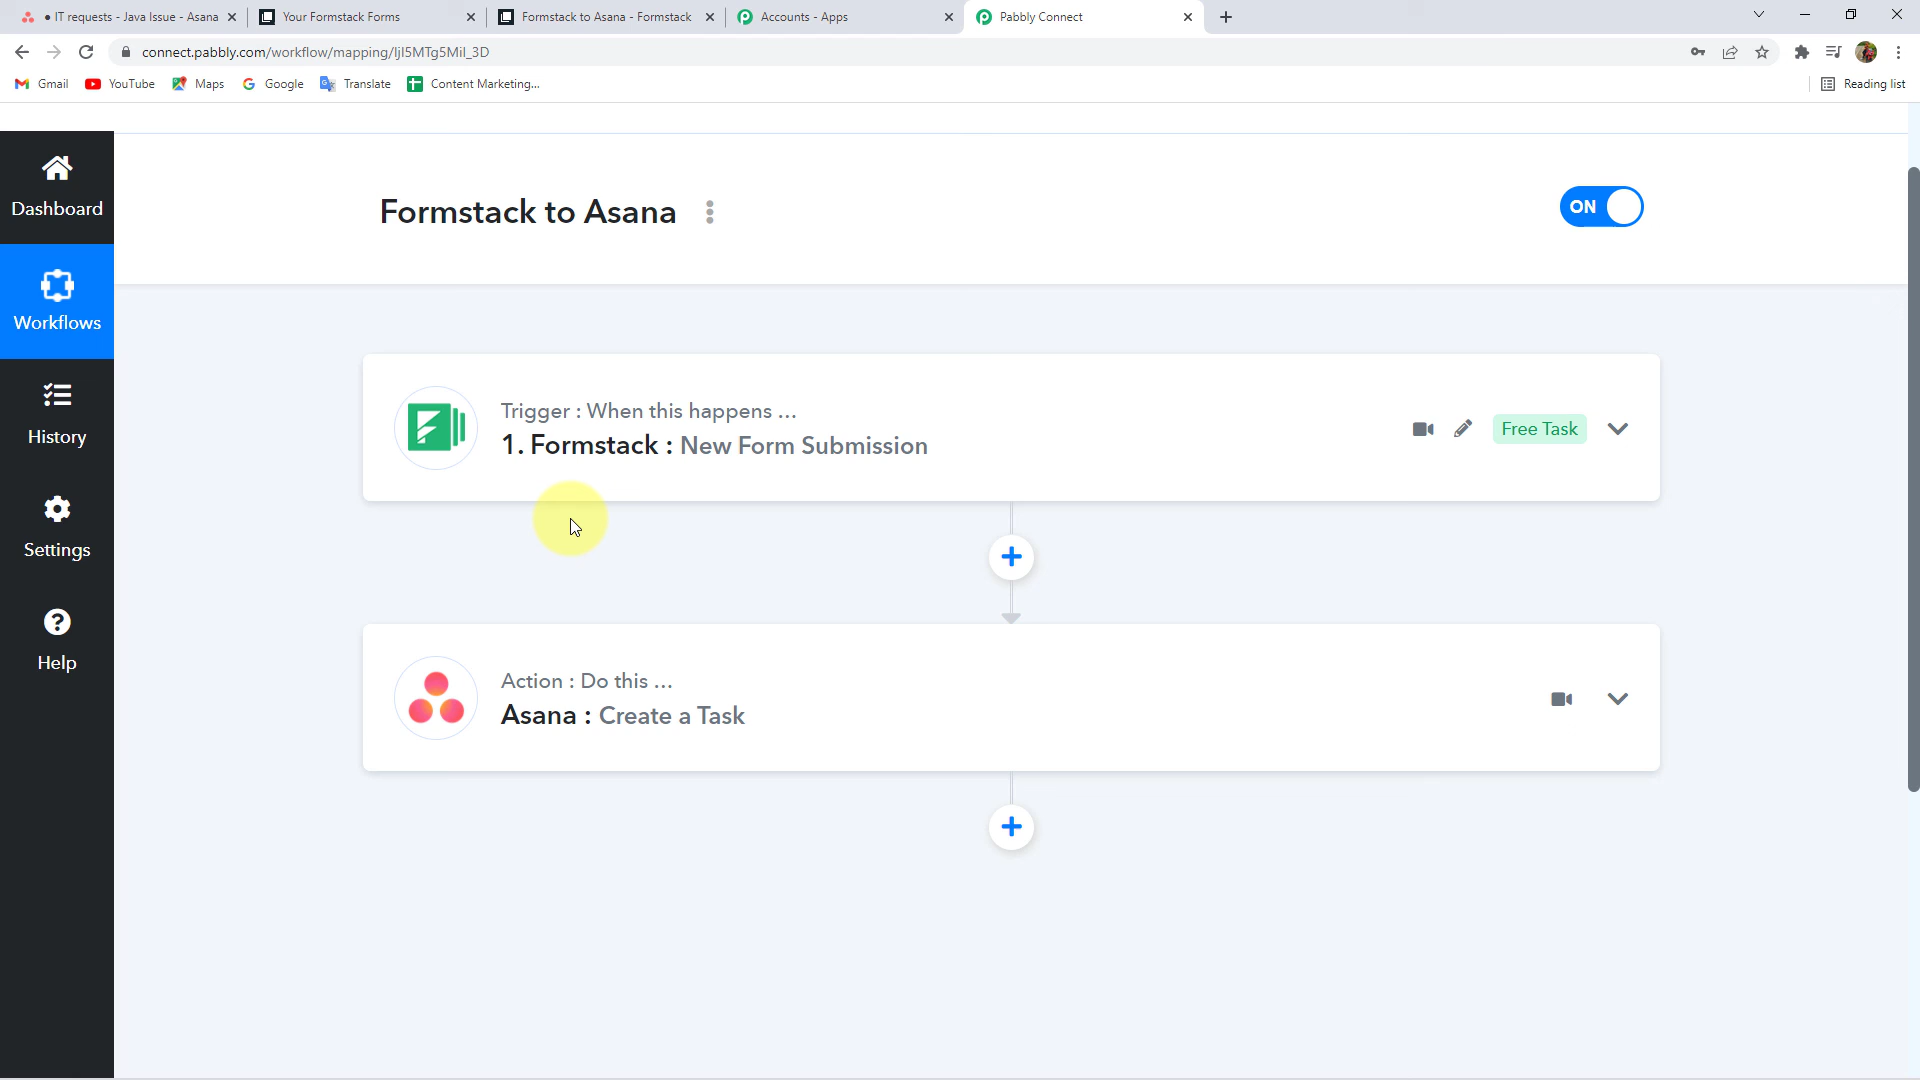 • IT requests - Java Issue - Asana
Your Formstack Forms
Formstack to Asana - Formstack
Accounts - Apps
Pabbly Connect
connect.pabbly.com/workflow/mapping/IjI5MTg5MiI_3D
Gmail
YouTube
Maps
Google
Translate
Content Marketing...
Reading list
Dashboard
Workflows
History
Settings
Help
Formstack to Asana
ON
Trigger : When this happens ...
1. Formstack : New Form Submission
Free Task
Action : Do this ...
Asana : Create a Task